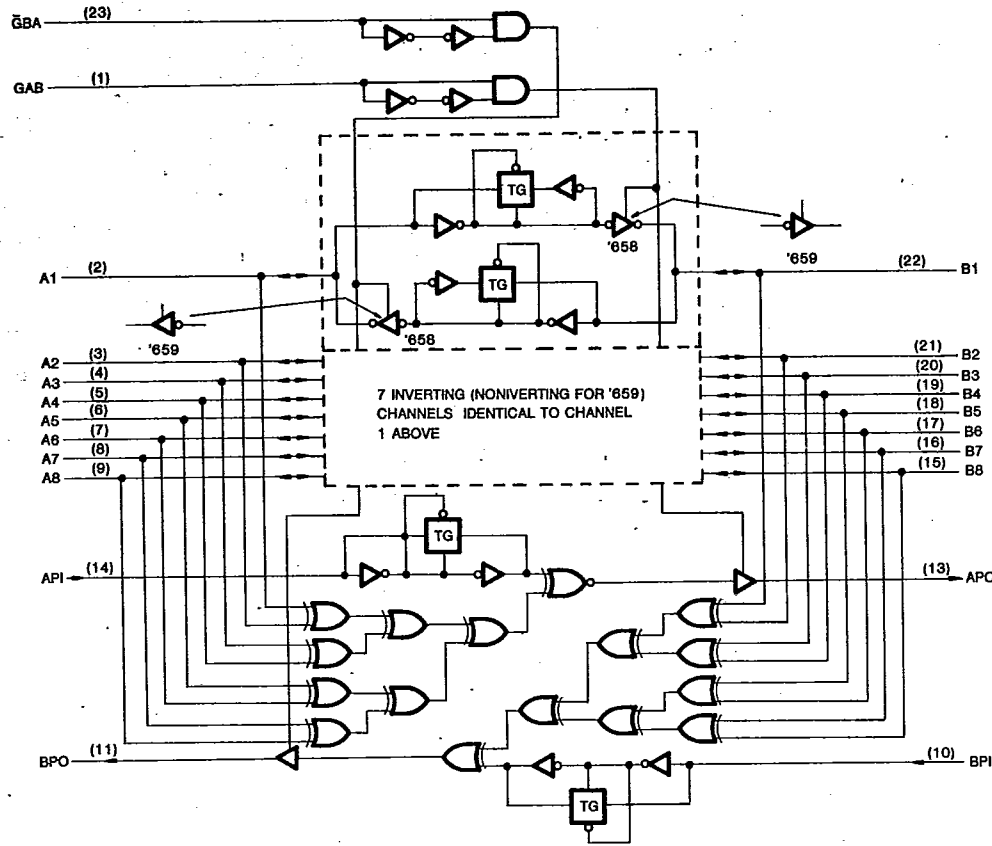 G̅BA (23)
GAB (1)
TG
'658
'659
A1 (2)
(22) B1
TG
'659
'658
A2 (3)
A3 (4)
A4 (5)
A5 (6)
A6 (7)
A7 (8)
A8 (9)
7 INVERTING (NONIVERTING FOR '659)
CHANNELS IDENTICAL TO CHANNEL
1 ABOVE
(21) B2
(20) B3
(19) B4
(18) B5
(17) B6
(16) B7
(15) B8
TG
API (14)
(13) APO
BPO (11)
(10) BPI
TG